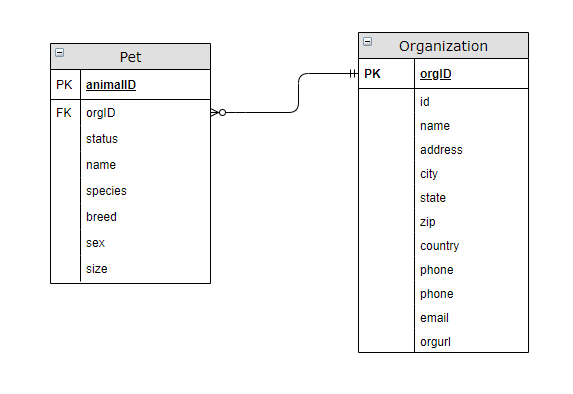 Pet
PK animalID
FK orgID
status
name
species
breed
sex
size
Organization
PK orgID
id
name
address
city
state
zip
country
phone
phone
email
orgurl